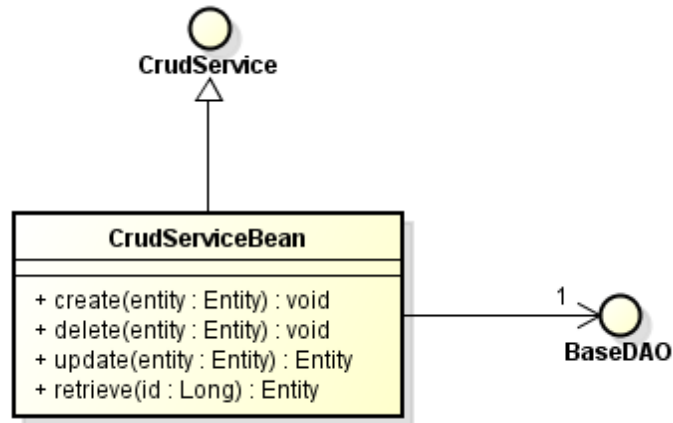 CrudService
CrudServiceBean
+ create(entity : Entity) : void
+ delete(entity : Entity) : void
+ update(entity : Entity) : Entity
+ retrieve(id : Long) : Entity
1
BaseDAO